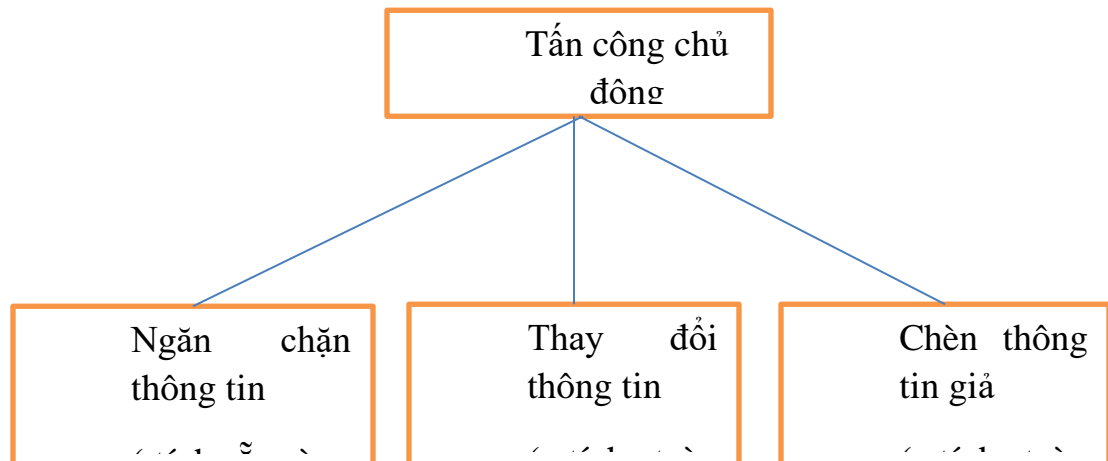 Tấn công chủ
động
Ngăn chặn
thông tin
Thay đổi
thông tin
Chèn thông
tin giả